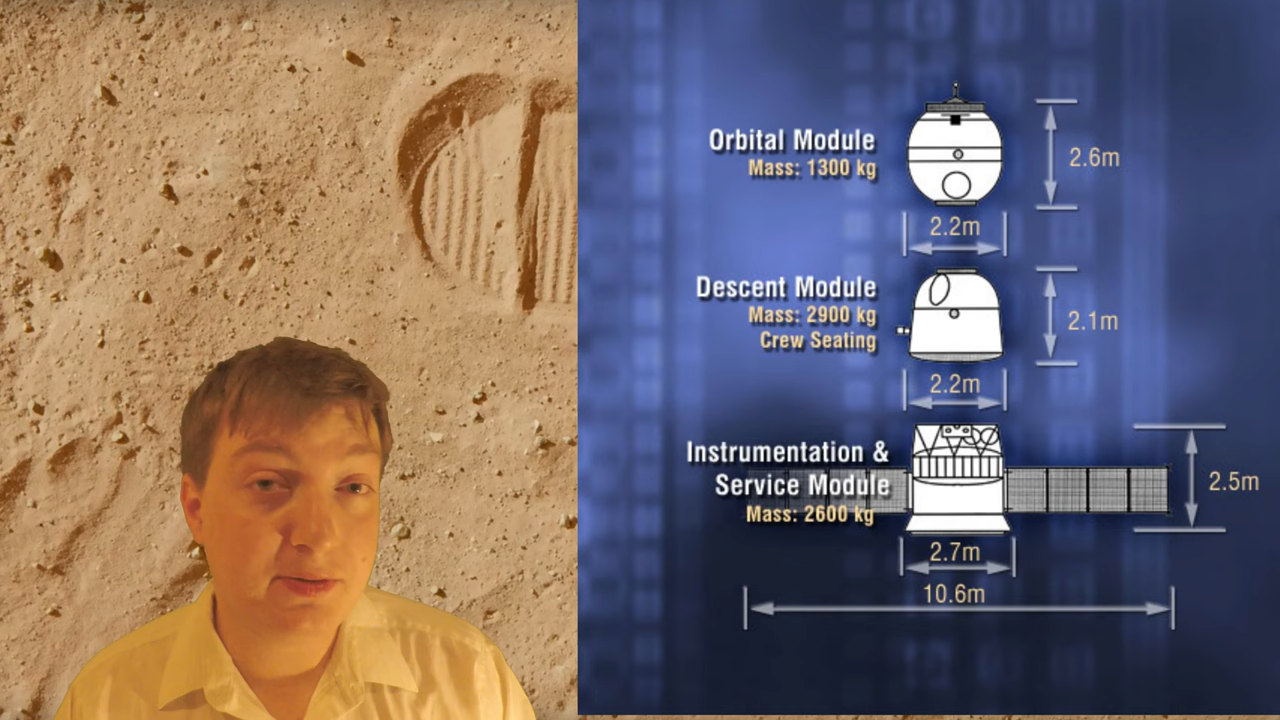 Orbital Module
Mass: 1300 kg
2.6m
2.2m
Descent Module
Mass: 2900 kg
Crew Seating
2.1m
2.2m
Instrumentation &
Service Module
Mass: 2600 kg
2.5m
2.7m
10.6m